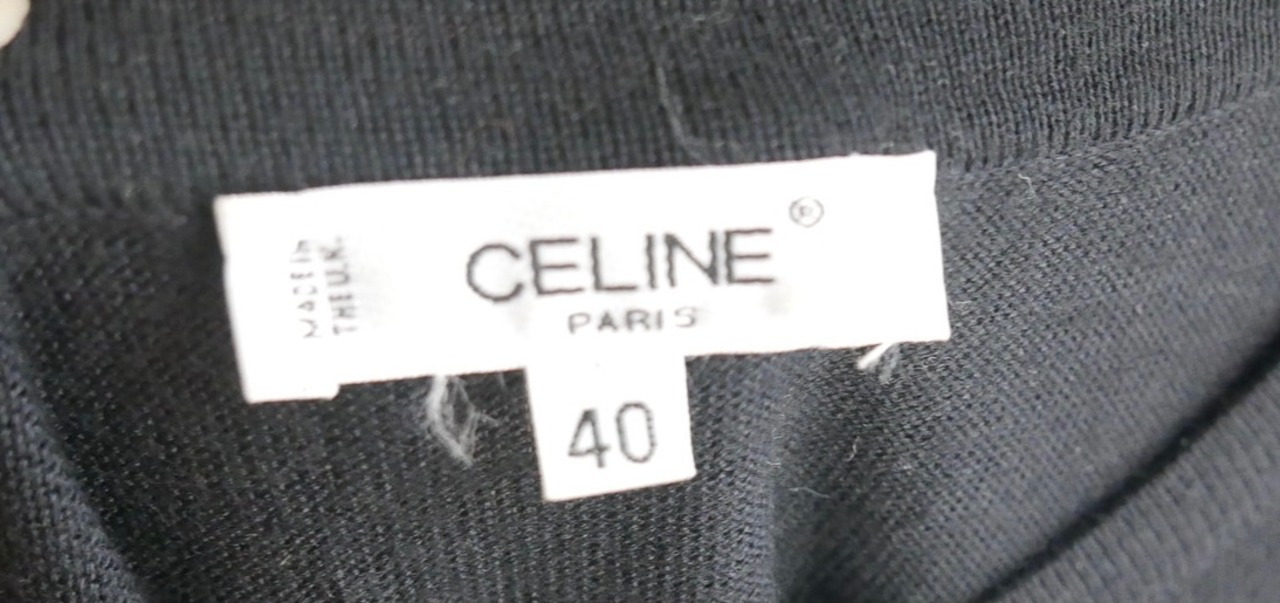 CELINE®
PARIS
40
MADE IN
THE U.K.